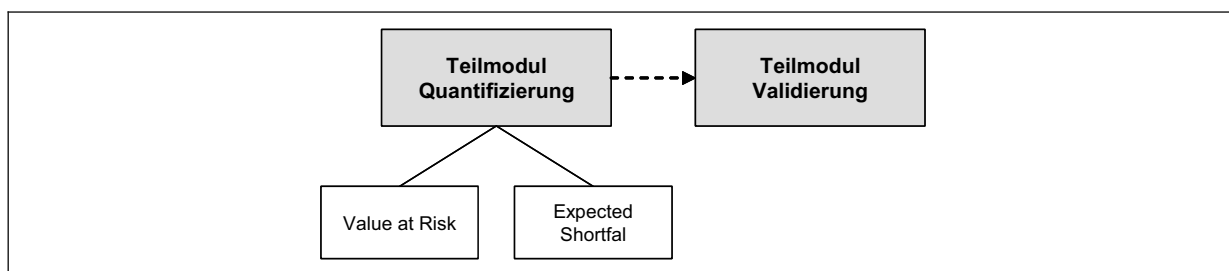 Teilmodul
Quantifizierung
Teilmodul
Validierung
Value at Risk
Expected
Shortfal